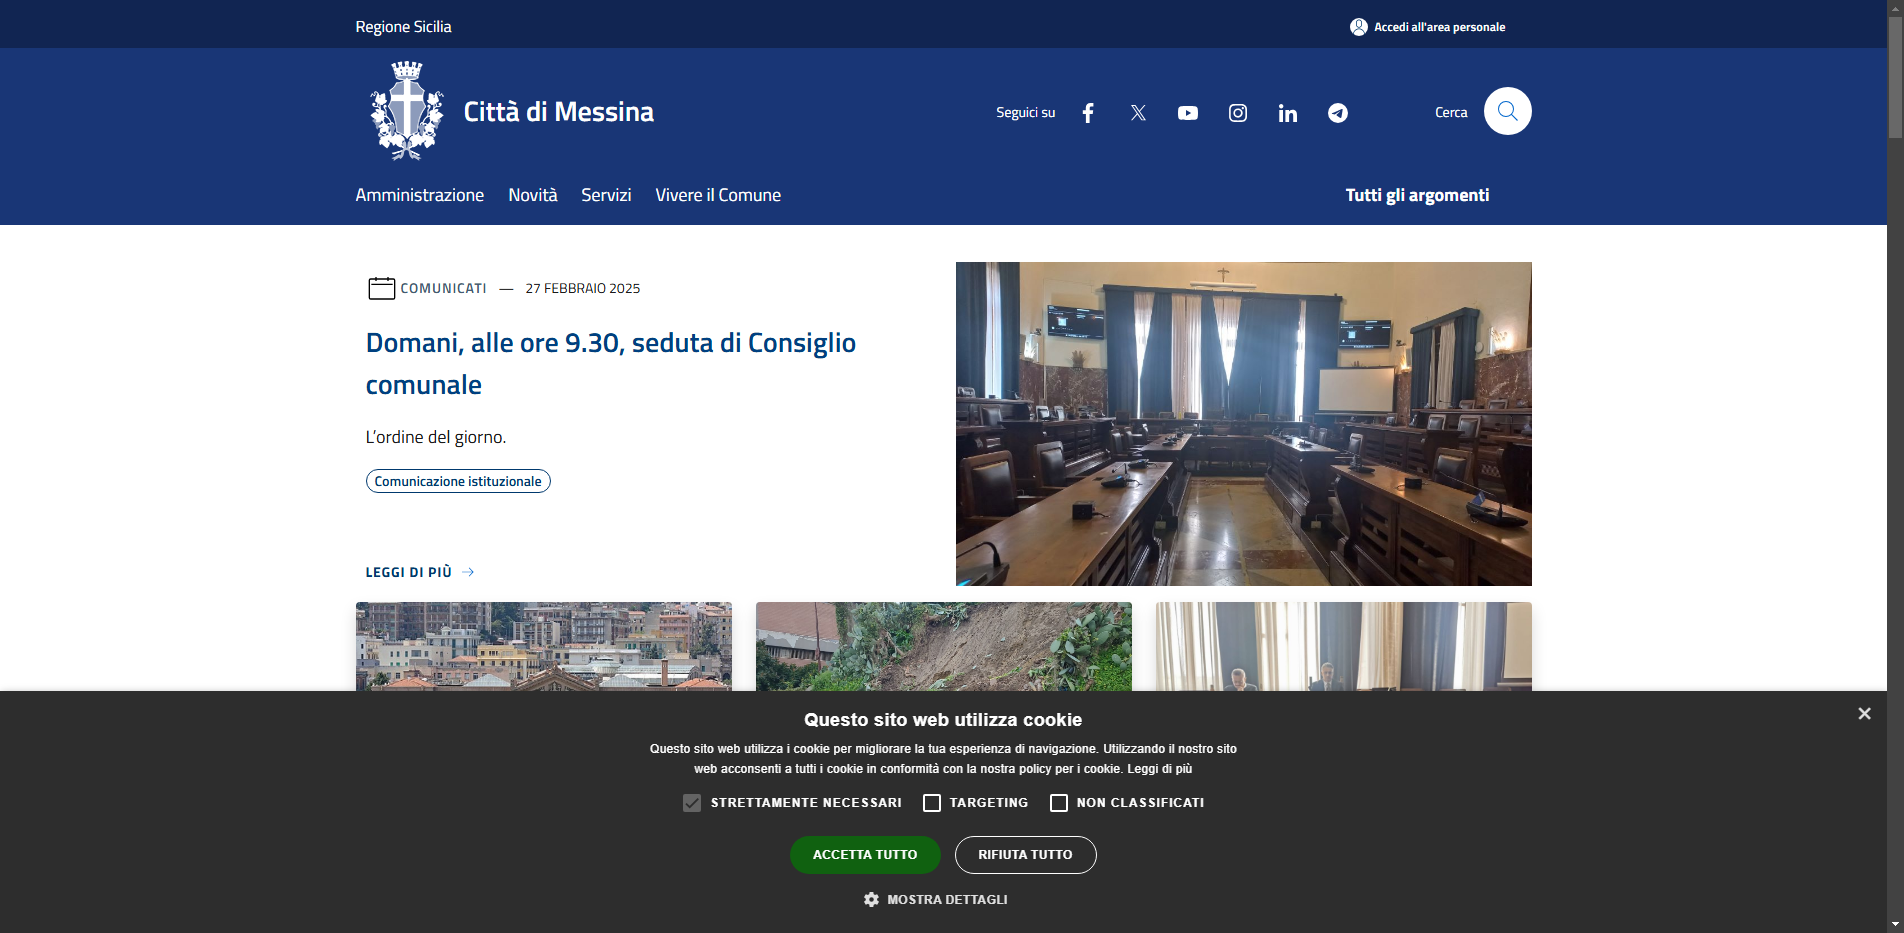 Regione Sicilia
Accedi all'area personale
Città di Messina
Seguici su
Cerca
Amministrazione Novità Servizi Vivere il Comune
Tutti gli argomenti
COMUNICATI — 27 FEBBRAIO 2025
Domani, alle ore 9.30, seduta di Consiglio
comunale
L’ordine del giorno.
Comunicazione istituzionale
LEGGI DI PIÙ
Questo sito web utilizza cookie
Questo sito web utilizza i cookie per migliorare la tua esperienza di navigazione. Utilizzando il nostro sito
web acconsenti a tutti i cookie in conformità con la nostra policy per i cookie. Leggi di più
STRETTAMENTE NECESSARI TARGETING NON CLASSIFICATI
ACCETTA TUTTO RIFIUTA TUTTO
MOSTRA DETTAGLI